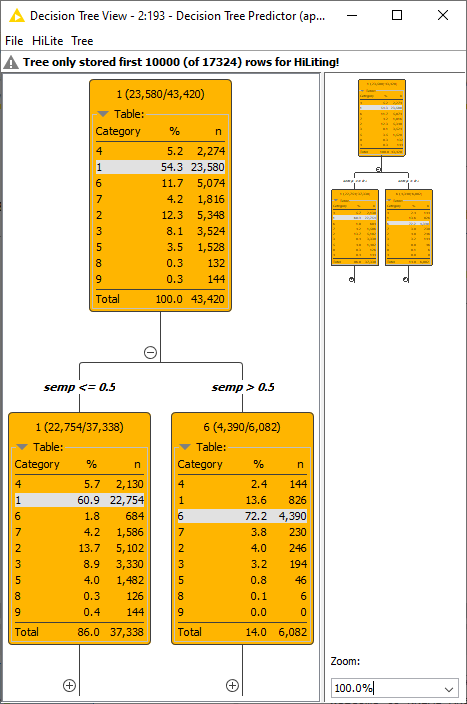 Decision Tree View - 2:193 - Decision Tree Predictor (ap...
File HiLite Tree
Tree only stored first 10000 (of 17324) rows for HiLiting!
1 (23,580/43,420)
Table:
Category % n
4 5.2 2,274
1 54.3 23,580
6 11.7 5,074
7 4.2 1,816
2 12.3 5,348
3 8.1 3,524
5 3.5 1,528
8 0.3 132
9 0.3 144
Total 100.0 43,420
semp <= 0.5
semp > 0.5
1 (22,754/37,338)
Table:
Category % n
4 5.7 2,130
1 60.9 22,754
6 1.8 684
7 4.2 1,586
2 13.7 5,102
3 8.9 3,330
5 4.0 1,482
8 0.3 126
9 0.4 144
Total 86.0 37,338
6 (4,390/6,082)
Table:
Category % n
4 2.4 144
1 13.6 826
6 72.2 4,390
7 3.8 230
2 4.0 246
3 3.2 194
5 0.8 46
8 0.1 6
9 0.0 0
Total 14.0 6,082
Zoom:
100.0%